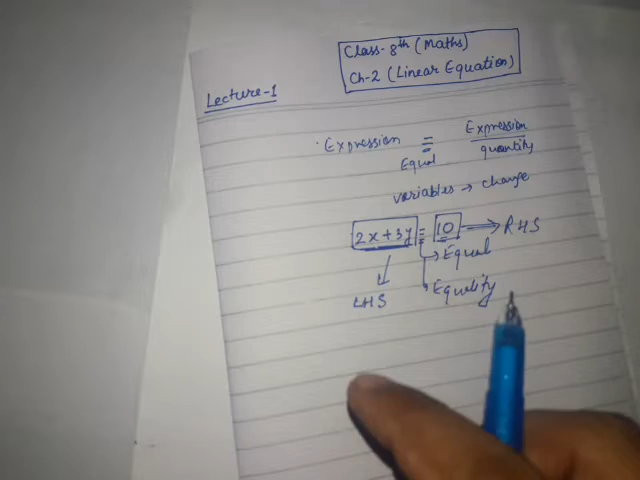 Class-8th (Maths)
Ch-2 (Linear Equation)
Lecture-1
Expression = Expression
Equal quantity
variables → change
2x+3y = 10 → RHS
→ Equal
LHS → Equality